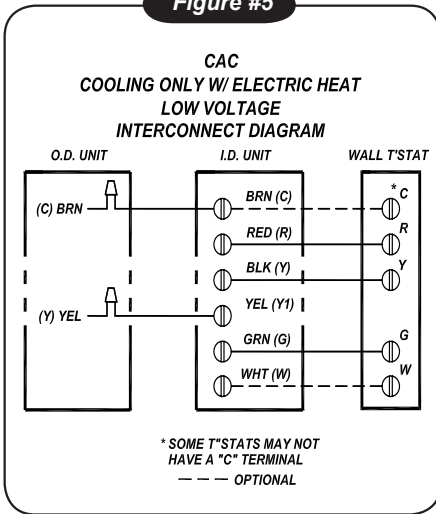 Figure #5
CAC
COOLING ONLY W/ ELECTRIC HEAT
LOW VOLTAGE
INTERCONNECT DIAGRAM
O.D. UNIT I.D. UNIT WALL T'STAT
(C) BRN BRN (C) * C
RED (R) R
BLK (Y) Y
(Y) YEL YEL (Y1)
GRN (G) G
WHT (W) W
* SOME T"STATS MAY NOT
HAVE A "C" TERMINAL
— — — OPTIONAL